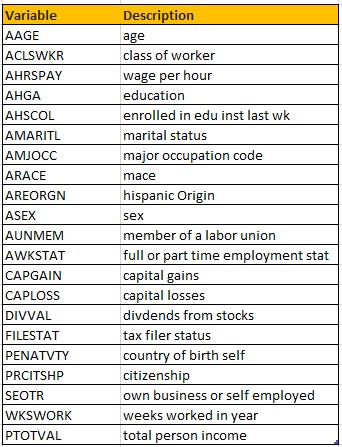 Variable Description
AAGE age
ACLSWKR class of worker
AHRSPAY wage per hour
AHGA education
AHSCOL enrolled in edu inst last wk
AMARITL marital status
AMJOCC major occupation code
ARACE mace
AREORGN hispanic Origin
ASEX sex
AUNMEM member of a labor union
AWKSTAT full or part time employment stat
CAPGAIN capital gains
CAPLOSS capital losses
DIVVAL divdends from stocks
FILESTAT tax filer status
PENATVTY country of birth self
PRCITSHP citizenship
SEOTR own business or self employed
WKSWORK weeks worked in year
PTOTVAL total person income